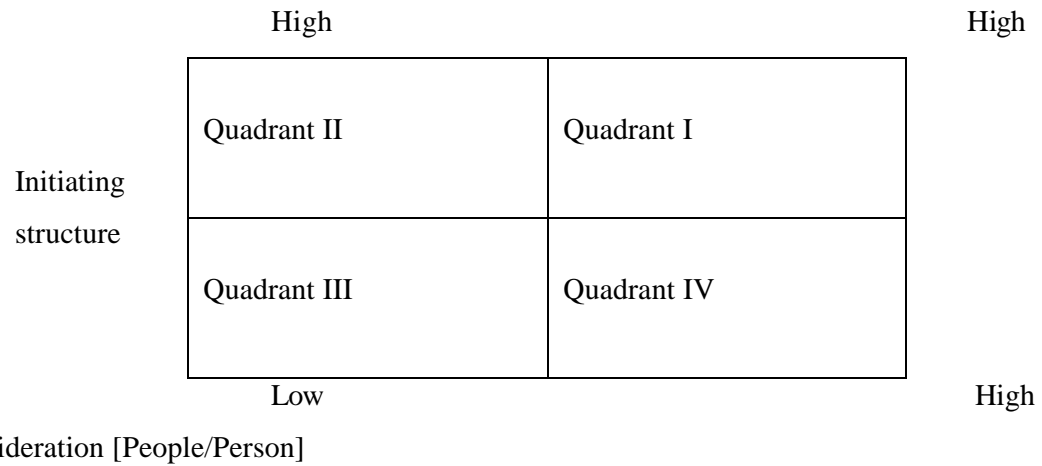 High High
Quadrant II Quadrant I
Initiating
structure
Quadrant III Quadrant IV
Low High
ideration [People/Person]